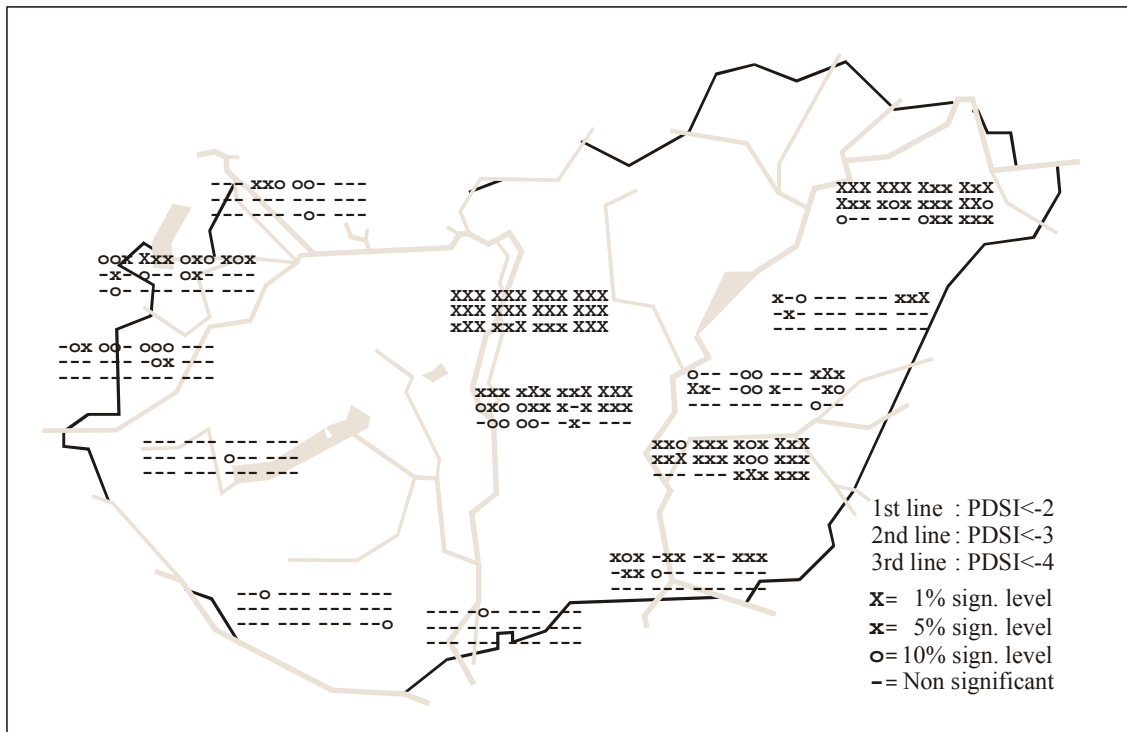 --- xxo oo- ---
--- --- --- ---
--- --- -o- ---
XXX XXX Xxx XxX
Xxx xox xxx XXo
o-- --- oxx xxx
oox Xxx oxo xox
-x- o-- ox- ---
-o- --- --- ---
XXX XXX XXX XXX
XXX XXX XXX XXX
xXX xxX xxx XXX
x-o --- --- xxX
-x- --- --- ---
--- --- --- ---
-ox oo- ooo ---
--- --- -ox ---
--- --- --- ---
o-- -oo --- xXx
Xx- -oo x-- -xo
--- --- --- -o-
xxx xXx xxX XXX
oxo oxx x-x xxx
-oo oo- -x- ---
--- --- --- ---
--- --- o-- ---
--- --- --- ---
xxo xxx xox XxX
xxX xxx xoo xxx
--- --- xXx xxx
xox -xx -x- xxx
-xx o-- --- ---
--- --- --- ---
--o --- --- ---
--- --- --- ---
--- --- --- --o
--- -o- --- ---
--- --- --- ---
--- --- --- ---
1st line : PDSI<-2
2nd line : PDSI<-3
3rd line : PDSI<-4
X= 1% sign. level
x= 5% sign. level
o= 10% sign. level
-= Non significant